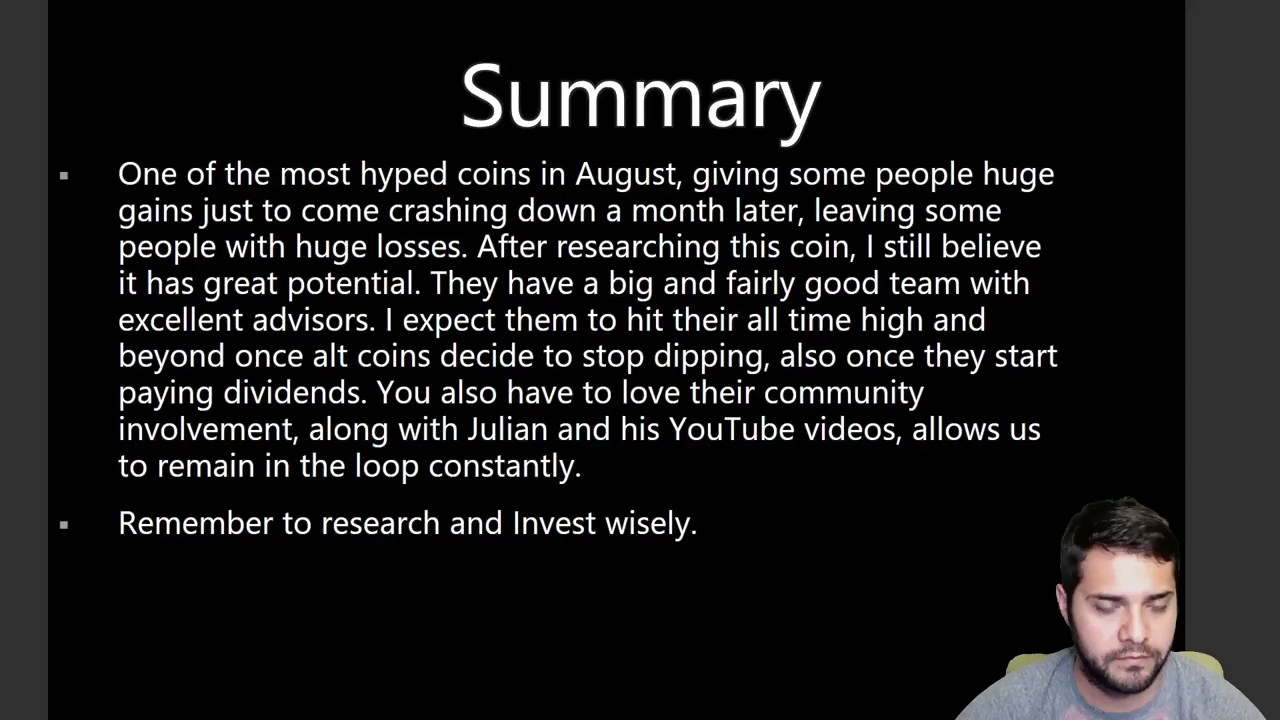 Summary
One of the most hyped coins in August, giving some people huge
gains just to come crashing down a month later, leaving some
people with huge losses. After researching this coin, I still believe
it has great potential. They have a big and fairly good team with
excellent advisors. I expect them to hit their all time high and
beyond once alt coins decide to stop dipping, also once they start
paying dividends. You also have to love their community
involvement, along with Julian and his YouTube videos, allows us
to remain in the loop constantly.
Remember to research and Invest wisely.